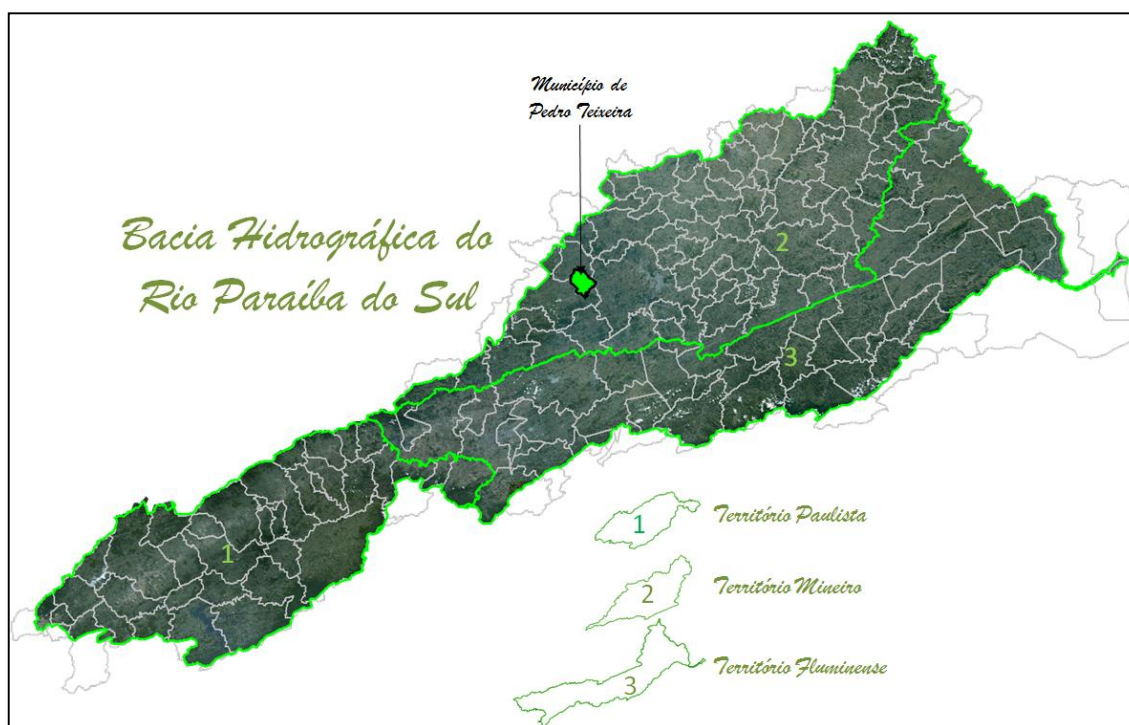 Município de
Pedro Teixeira
Bacia Hidrográfica do
Rio Paraíba do Sul
2
3
1
1 Território Paulista
2 Território Mineiro
3 Território Fluminense